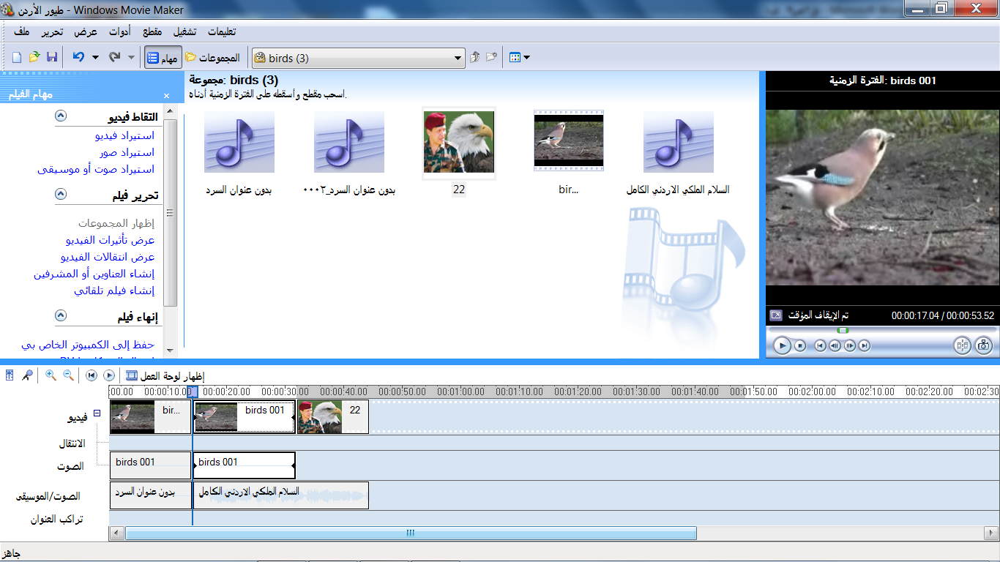 طيور الأردن - Windows Movie Maker
ملف تحرير عرض أدوات مقطع تشغيل تعليمات
مهام المجموعات birds (3)
مهام الفيلم
التقاط فيديو
استيراد فيديو
استيراد صور
استيراد صوت أو موسيقى
تحرير فيلم
إظهار المجموعات
عرض تأثيرات الفيديو
عرض انتقالات الفيديو
إنشاء العناوين أو المشرفين
إنشاء فيلم تلقائي
إنهاء فيلم
حفظ إلى الكمبيوتر الخاص بي
مجموعة: birds (3)
اسحب مقطع وأسقطه على الفترة الزمنية أدناه.
بدون عنوان السرد
بدون عنوان السرد_٠٠٠٢
22
bir...
السلام الملكي الاردني الكامل
الفترة الزمنية: birds 001
تم الإيقاف المؤقت
00:00:17.04 / 00:00:53.52
إظهار لوحة العمل
:00.00 00:00:10.00 00:00:20.00 00:00:30.00 00:00:40.00 00:00:50.00 00:01:00.00 00:01:10.00 00:01:20.00 00:01:30.00 00:01:40.00 00:01:50.00 00:02:00.00 00:02:10.00 00:02:20.00 00:02:30
فيديو
bir...
birds 001
22
الانتقال
الصوت
birds 001
birds 001
الصوت/الموسيقى
بدون عنوان السرد
السلام الملكي الاردني الكامل
تراكب العنوان
جاهز